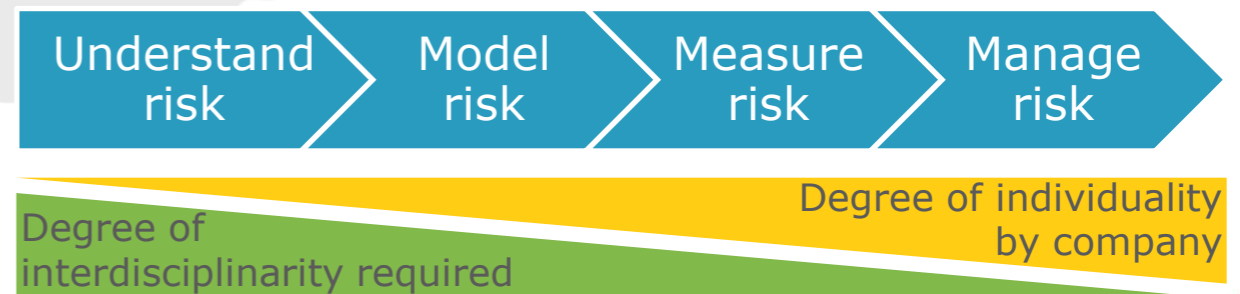 Understand
risk
Model
risk
Measure
risk
Manage
risk
Degree of individuality
by company
Degree of
interdisciplinarity required